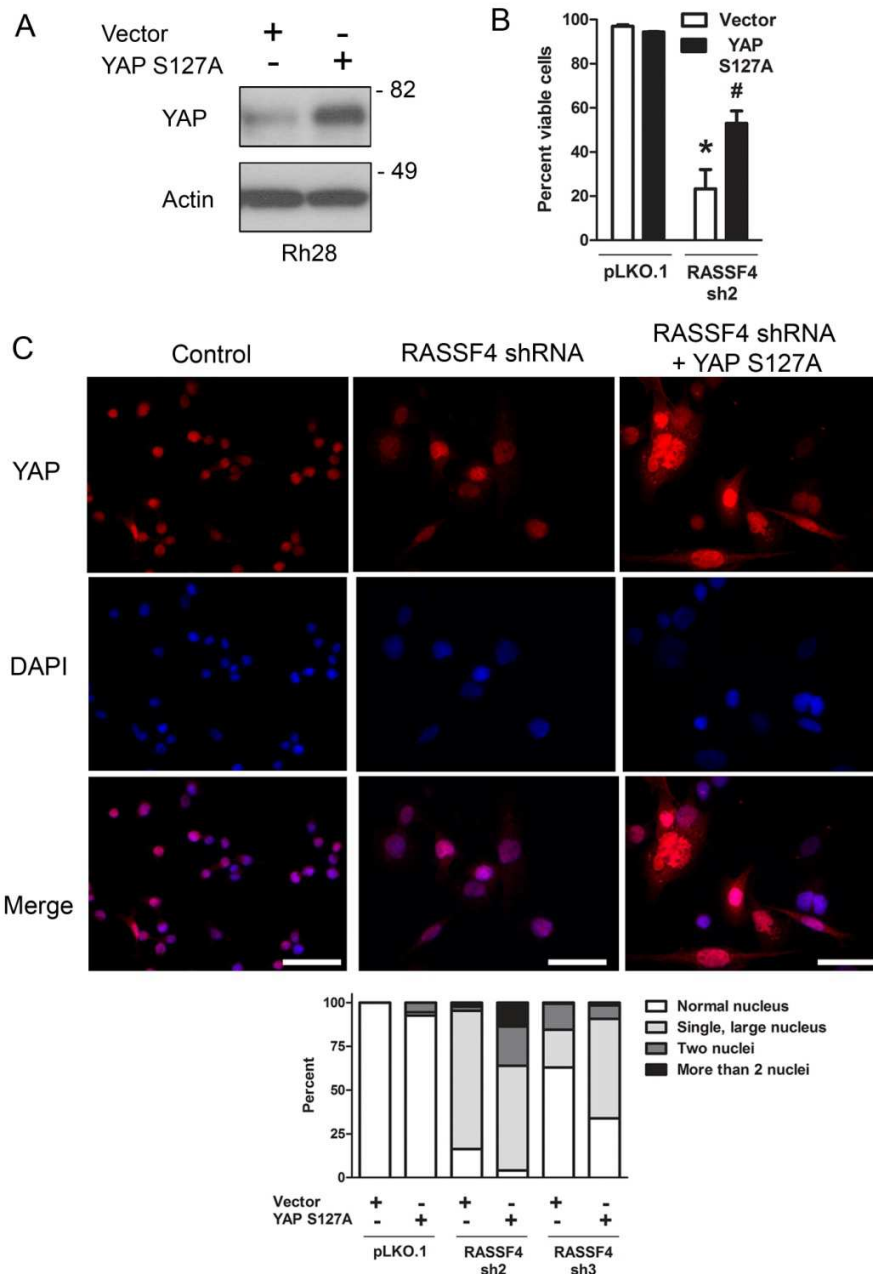 A
Vector + -
YAP S127A - +
- 82
YAP
- 49
Actin
Rh28
B
Percent viable cells
100
80
60
40
20
0
Vector
YAP
S127A
*
#
pLKO.1
RASSF4
sh2
C
Control
RASSF4 shRNA
RASSF4 shRNA
+ YAP S127A
YAP
DAPI
Merge
Percent
100
75
50
25
0
Normal nucleus
Single, large nucleus
Two nuclei
More than 2 nuclei
Vector + - + - + -
YAP S127A - + - + - +
pLKO.1
RASSF4
sh2
RASSF4
sh3